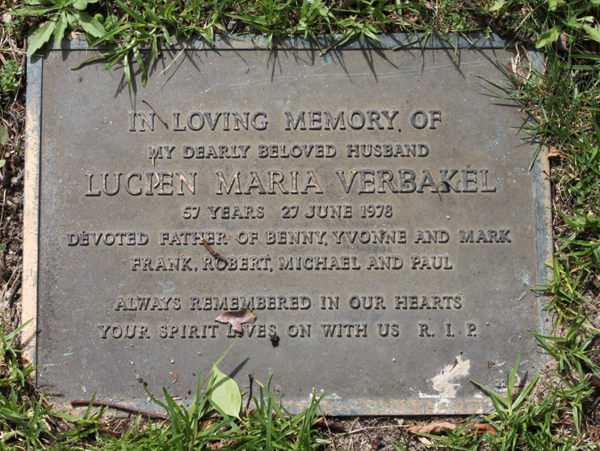 IN LOVING MEMORY OF
MY DEARLY BELOVED HUSBAND
LUCIEN MARIA VERBAKEL
57 YEARS 27 JUNE 1978
DEVOTED FATHER OF BENNY, YVONNE AND MARK
FRANK, ROBERT, MICHAEL AND PAUL
ALWAYS REMEMBERED IN OUR HEARTS
YOUR SPIRIT LIVES ON WITH US R. I. P.